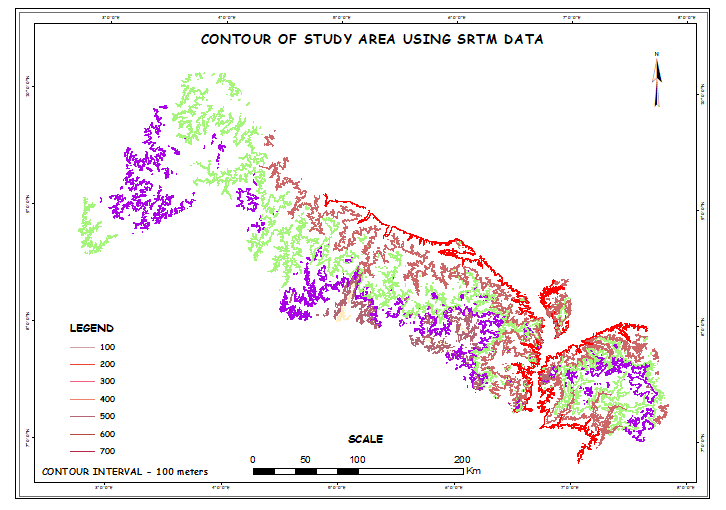 CONTOUR OF STUDY AREA USING SRTM DATA
N
LEGEND
100
200
300
400
500
600
700
CONTOUR INTERVAL - 100 meters
SCALE
0 50 100 200
Km